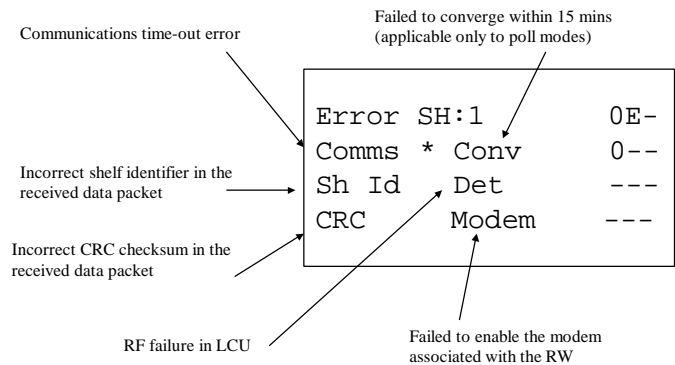 Failed to converge within 15 mins
(applicable only to poll modes)
Communications time-out error
Error SH:1 0E-
Comms * Conv 0--
Sh Id Det ---
CRC Modem ---
Incorrect shelf identifier in the
received data packet
Incorrect CRC checksum in the
received data packet
RF failure in LCU
Failed to enable the modem
associated with the RW